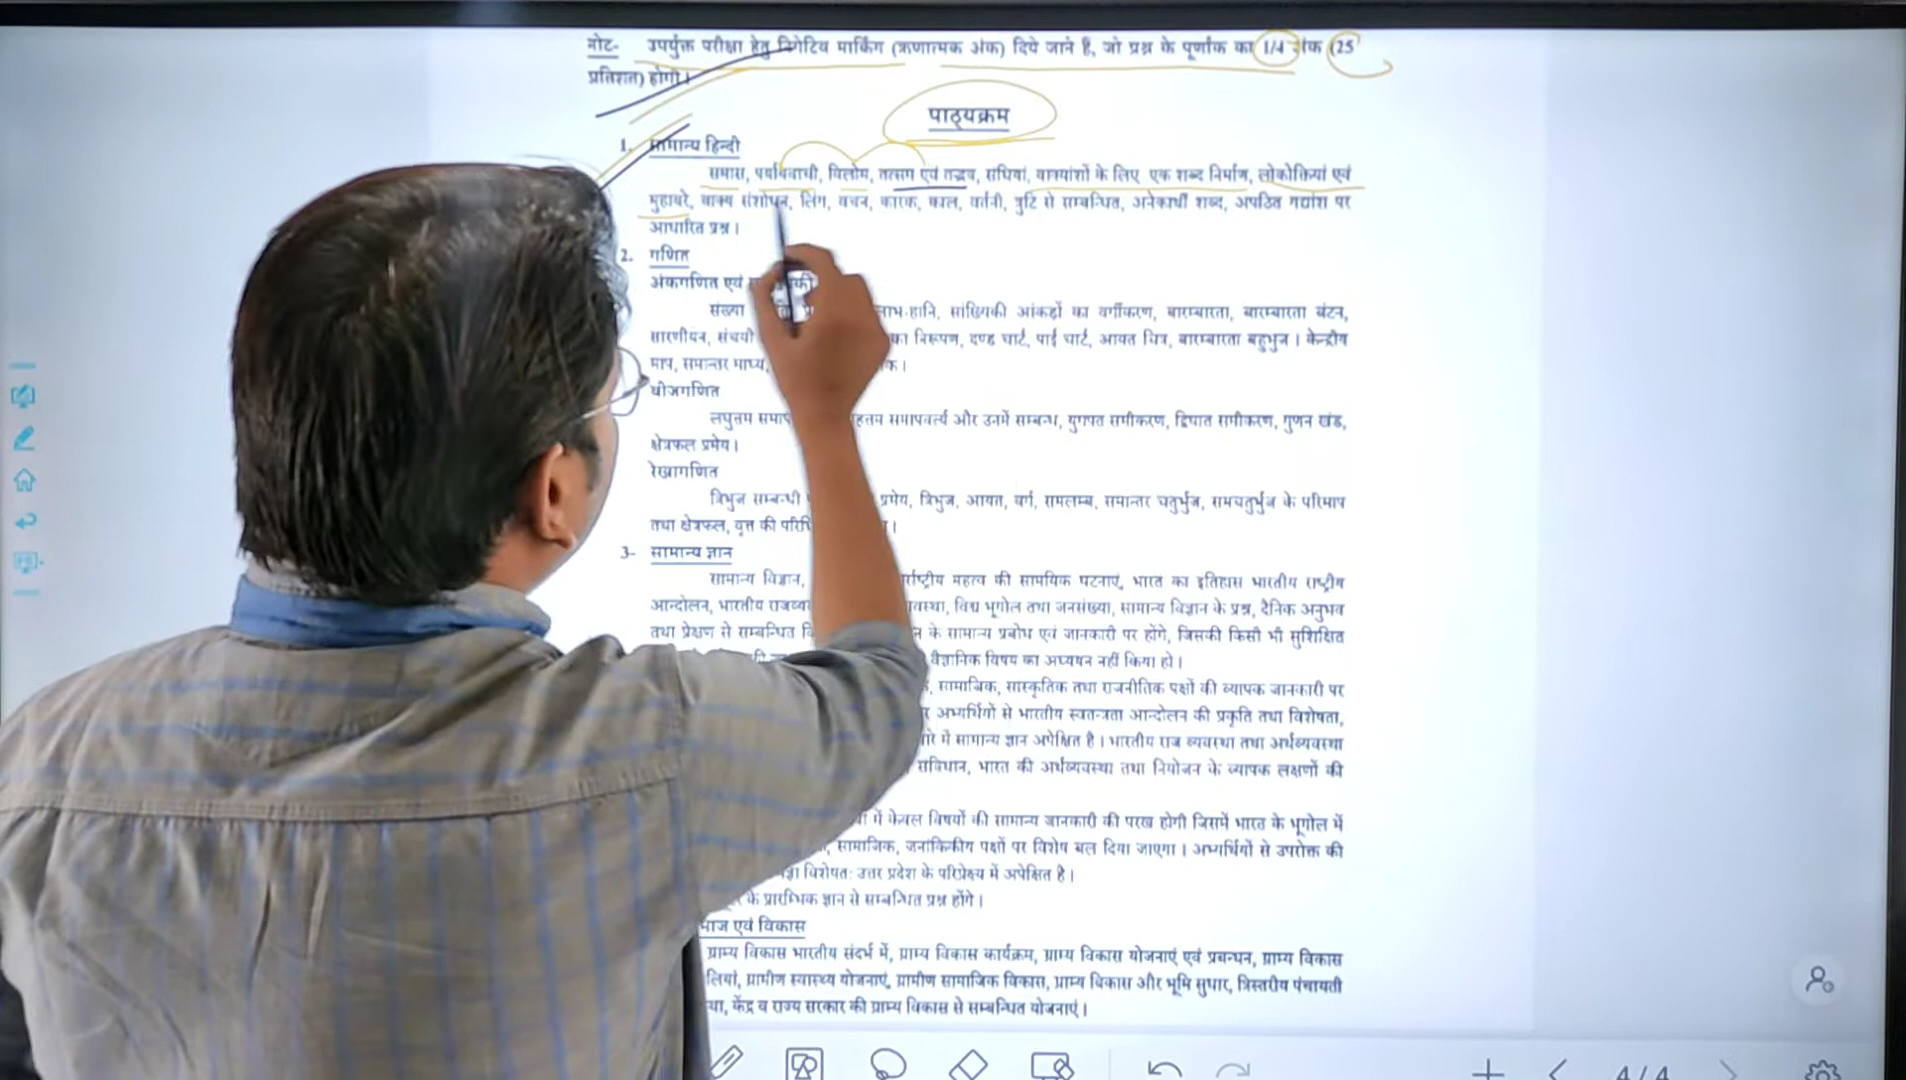 नोट- उपर्युक्त परीक्षा हेतु निगेटिव मार्किंग (ऋणात्मक अंक) दिये जाने है, जो प्रश्न के पूर्णांक का 1/4 अंक (25
प्रतिशत) होगी।
पाठ्यक्रम
1. सामान्य हिन्दी
समास, पर्यायवाची, विलोम, तत्सम एवं तद्भव, संधियां, वाक्यांशों के लिए एक शब्द निर्माण, लोकोक्तियां एवं
मुहावरे, वाक्य संशोधन, लिंग, वचन, कारक, काल, वर्तनी, त्रुटि से सम्बन्धित, अनेकार्थी शब्द, अपठित गद्यांश पर
आधारित प्रश्न।
2. गणित
अंकगणित एवं
संख्या लाभ-हानि, सांख्यिकी आंकड़ों का वर्गीकरण, बारम्बारता, बारम्बारता बंटन,
सारणीयन, संचयी का निरूपण, दण्ड चार्ट, पाई चार्ट, आयत चित्र, बारम्बारता बहुभुज। केन्द्रीय
माप, समान्तर माध्य,
बीजगणित
लघुत्तम समापवर्त्य और उनमें सम्बन्ध, युगपत समीकरण, द्विघात समीकरण, गुणन खंड,
क्षेत्रफल प्रमेय।
रेखागणित
त्रिभुज सम्बन्धी प्रमेय, त्रिभुज, आयत, वर्ग, समलम्ब, समान्तर चतुर्भुज, समचतुर्भुज के परिमाप
तथा क्षेत्रफल, वृत्त की परिधि
3- सामान्य ज्ञान
सामान्य विज्ञान, महत्व की सामयिक घटनाएं, भारत का इतिहास भारतीय राष्ट्रीय
आन्दोलन, भारतीय विश्व भूगोल तथा जनसंख्या, सामान्य विज्ञान के प्रश्न, दैनिक अनुभव
तथा प्रेक्षण से सम्बन्धित के सामान्य प्रबोध एवं जानकारी पर होंगे, जिसकी किसी भी सुशिक्षित
वैज्ञानिक विषय का अध्ययन नहीं किया हो।
सामाजिक, सांस्कृतिक तथा राजनीतिक पक्षों की व्यापक जानकारी पर
अभ्यर्थियों से भारतीय स्वतन्त्रता आन्दोलन की प्रकृति तथा विशेषता,
में सामान्य ज्ञान अपेक्षित है। भारतीय राज व्यवस्था तथा अर्थव्यवस्था
संविधान, भारत की अर्थव्यवस्था तथा नियोजन के व्यापक लक्षणों की
में केवल विषयों की सामान्य जानकारी की परख होगी जिसमें भारत के भूगोल में
सामाजिक, जनांकिकीय पक्षों पर विशेष बल दिया जाएगा। अभ्यर्थियों से उपरोक्त की
विशेषत: उत्तर प्रदेश के परिप्रेक्ष्य में अपेक्षित है।
के प्रारम्भिक ज्ञान से सम्बन्धित प्रश्न होंगे।
एवं विकास
ग्राम्य विकास भारतीय संदर्भ में, ग्राम्य विकास कार्यक्रम, ग्राम्य विकास योजनाएं एवं प्रबन्धन, ग्राम्य विकास
ग्रामीण स्वास्थ्य योजनाएं, ग्रामीण सामाजिक विकास, ग्राम्य विकास और भूमि सुधार, त्रिस्तरीय पंचायती
केंद्र व राज्य सरकार की ग्राम्य विकास से सम्बन्धित योजनाएं।
4/4